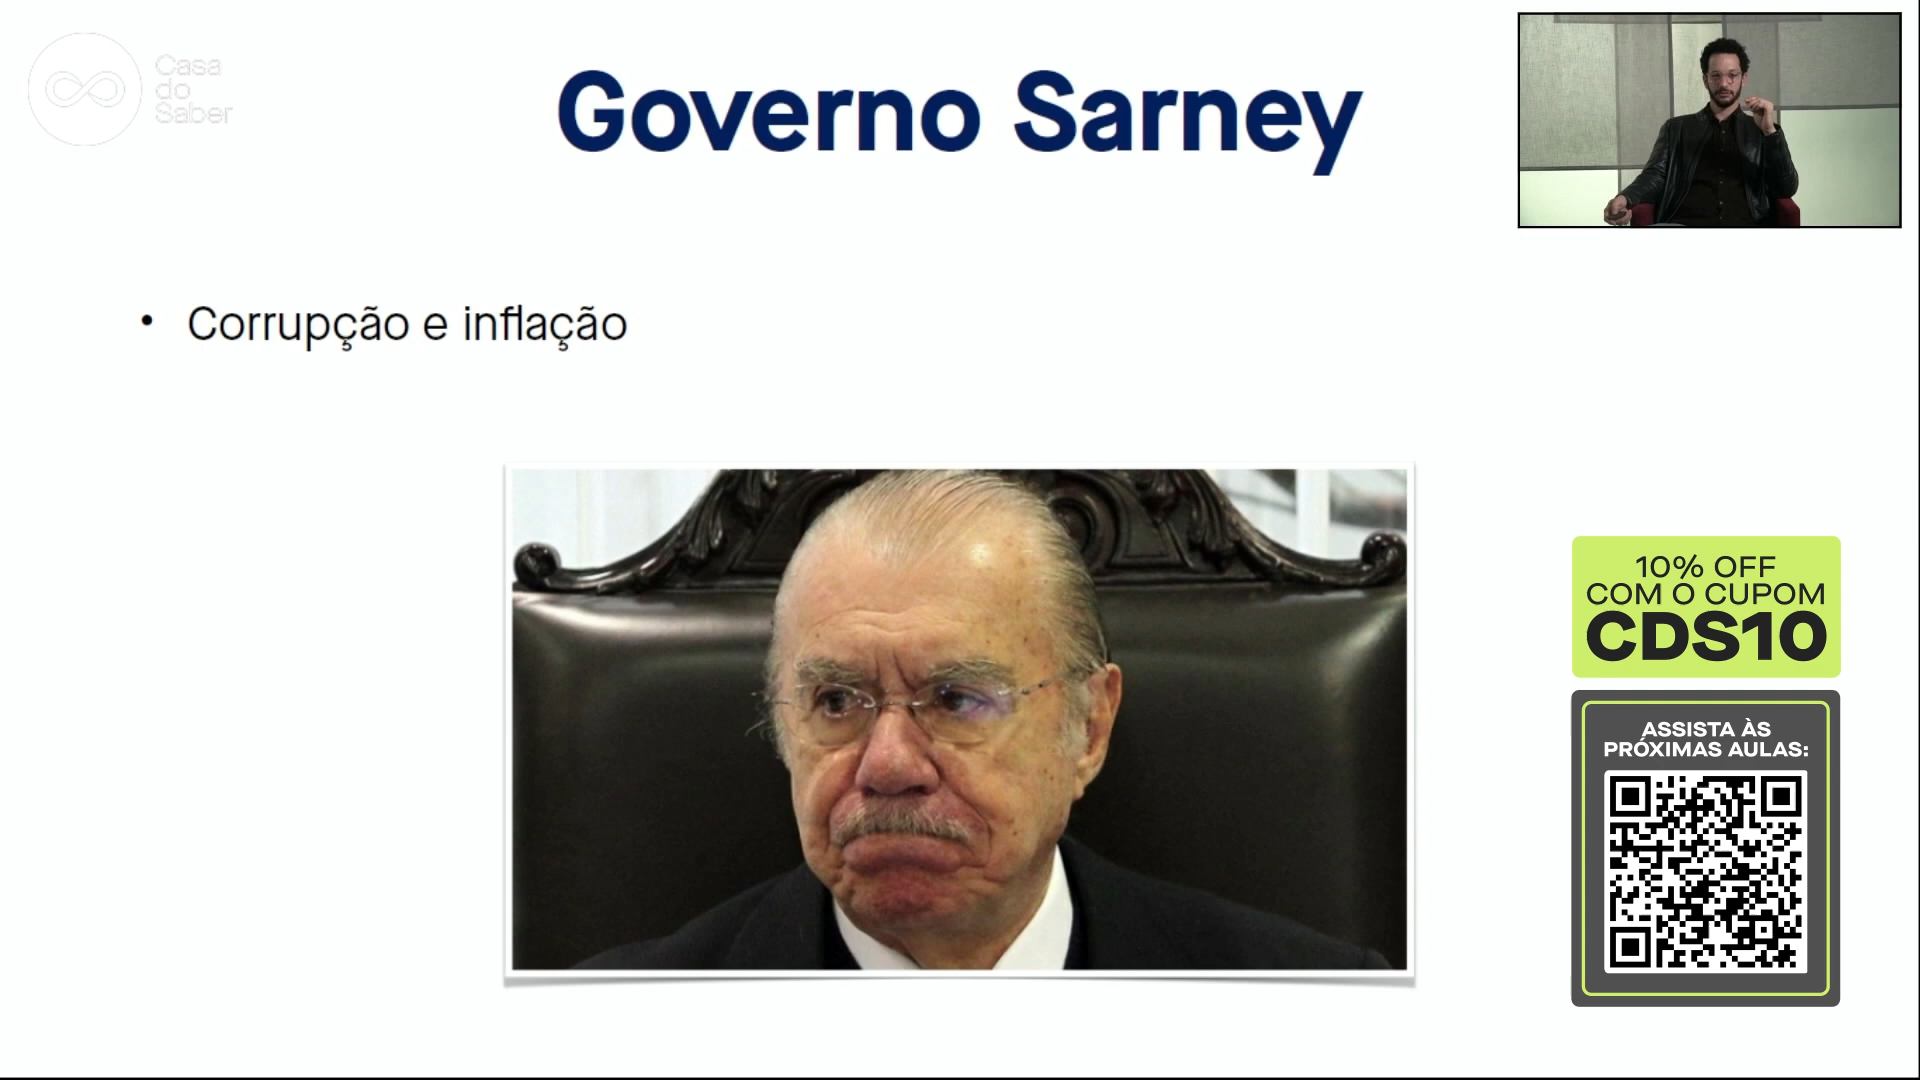 Casa
do
Saber
Governo Sarney
• Corrupção e inflação
10% OFF
COM O CUPOM
CDS10
ASSISTA ÀS
PRÓXIMAS AULAS: